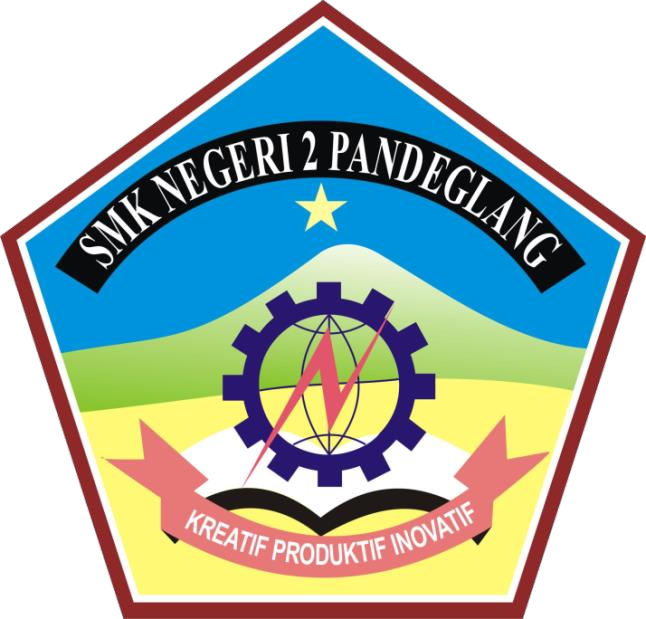 SMK NEGERI 2 PANDEGLANG
KREATIF PRODUKTIF INOVATIF